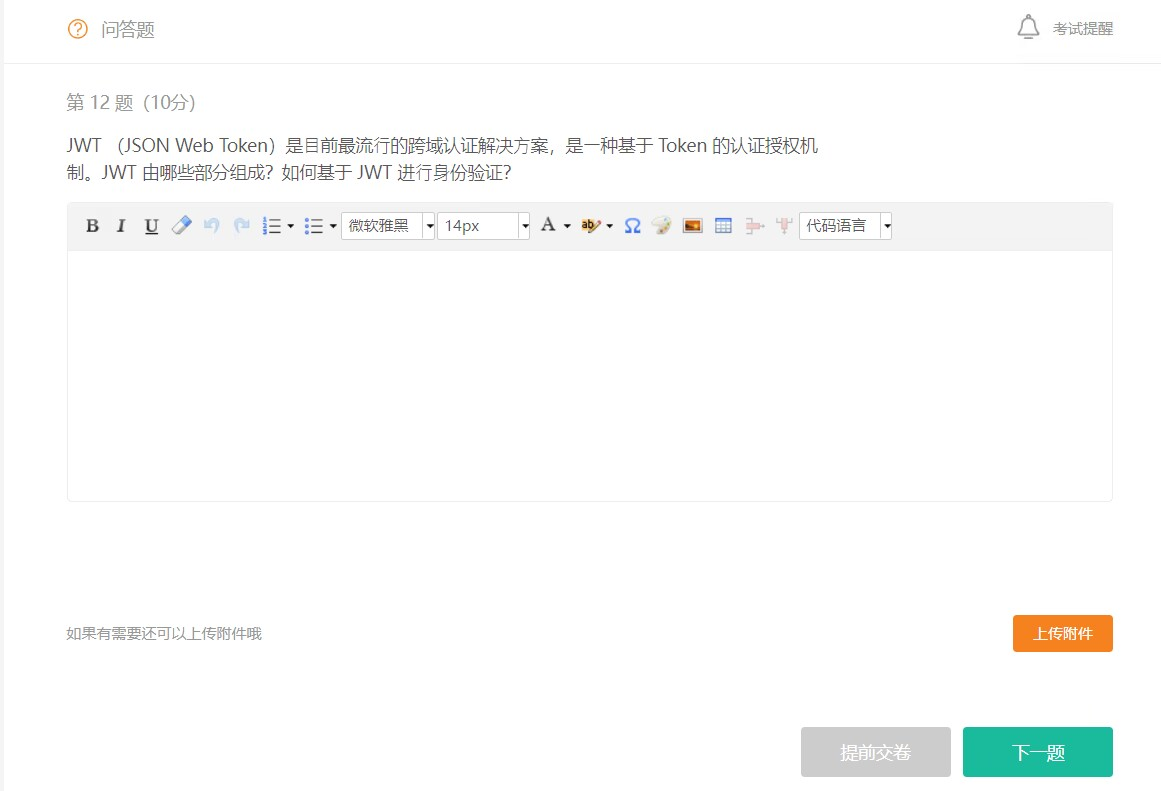 问答题
考试提醒
第 12 题（10分）
JWT （JSON Web Token）是目前最流行的跨域认证解决方案，是一种基于 Token 的认证授权机
制。JWT 由哪些部分组成？如何基于 JWT 进行身份验证？
B I U 微软雅黑 14px A ab Ω 代码语言
如果有需要还可以上传附件哦
上传附件
提前交卷
下一题